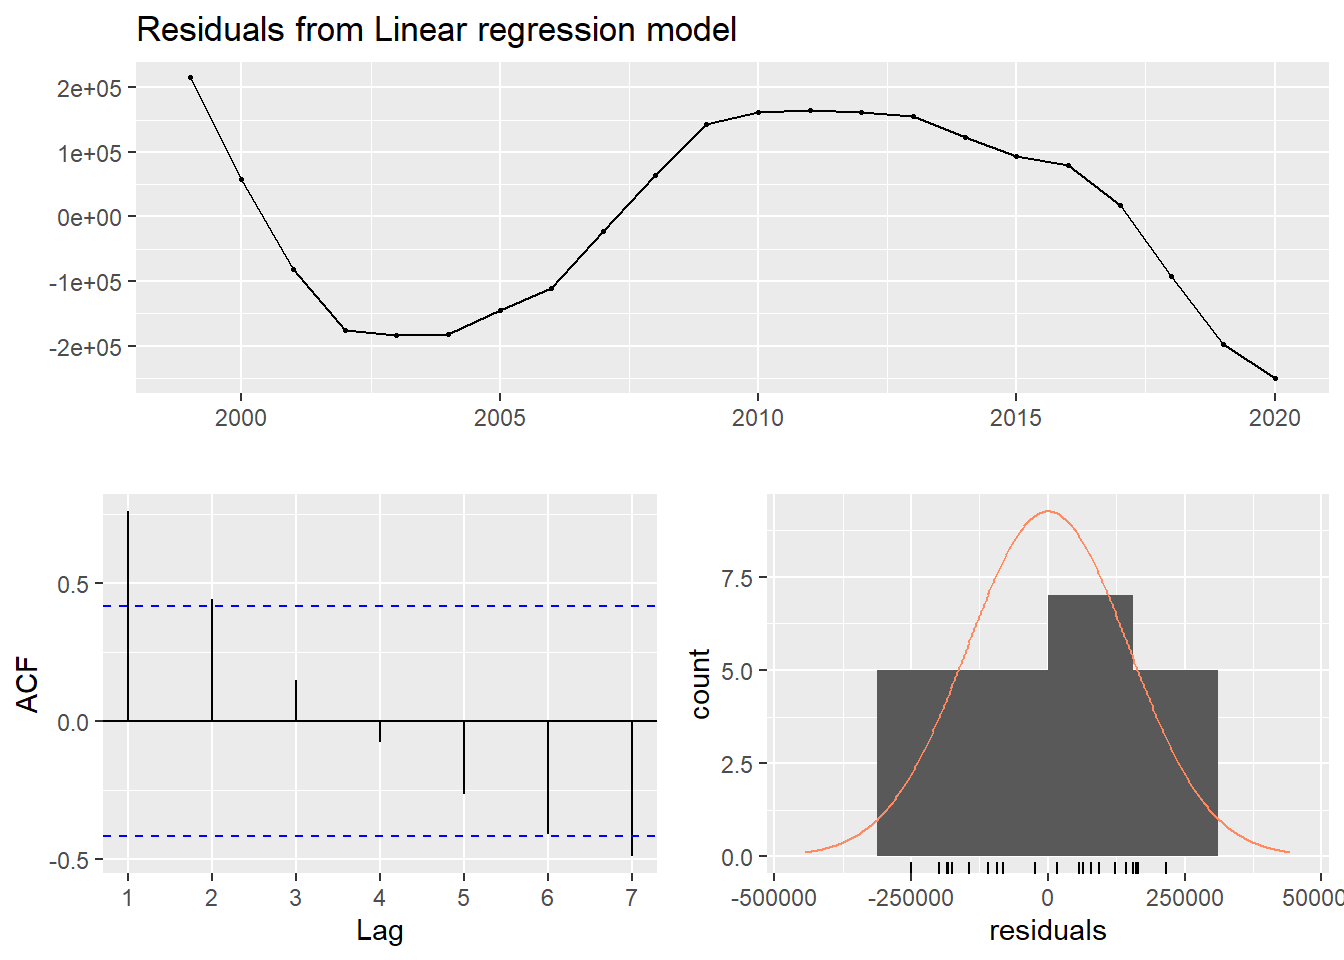 Residuals from Linear regression model
2e+05
1e+05
0e+00
-1e+05
-2e+05
2000 2005 2010 2015 2020
ACF
0.5
0.0
-0.5
1 2 3 4 5 6 7
Lag
count
7.5
5.0
2.5
0.0
-500000 -250000 0 250000 50000
residuals